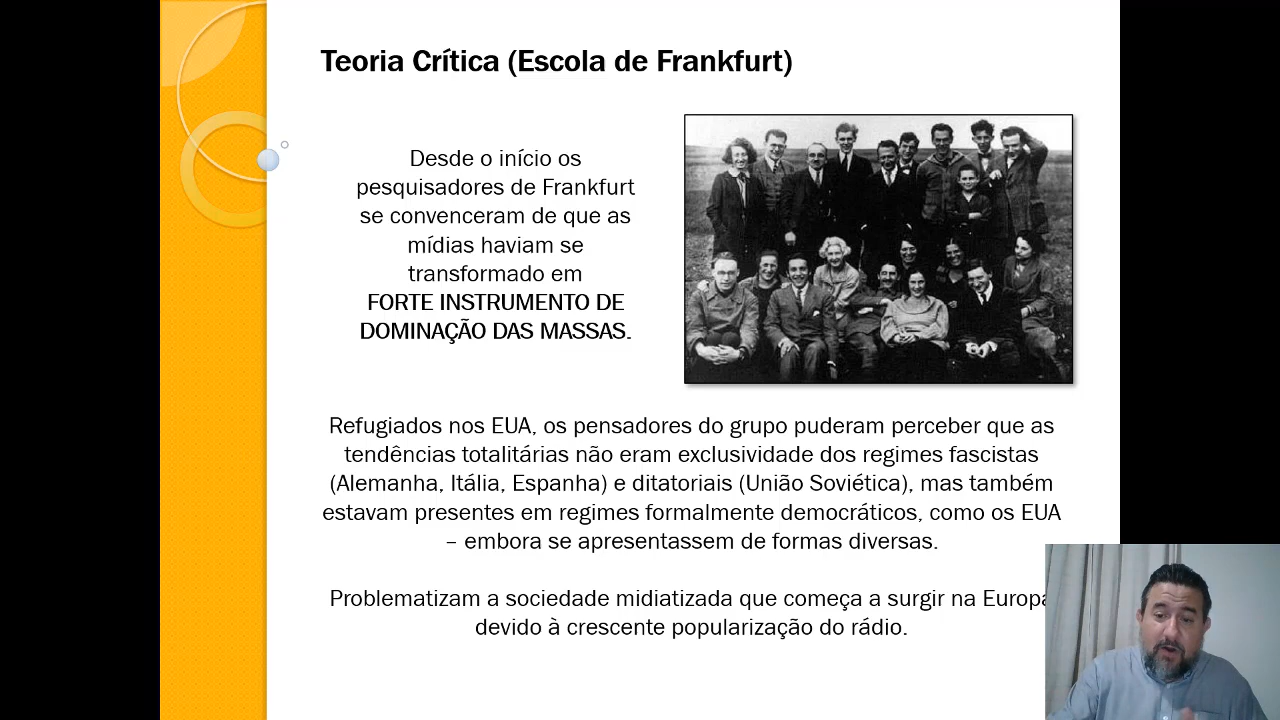 Teoria Crítica (Escola de Frankfurt)
Desde o início os
pesquisadores de Frankfurt
se convenceram de que as
mídias haviam se
transformado em
FORTE INSTRUMENTO DE
DOMINAÇÃO DAS MASSAS.
Refugiados nos EUA, os pensadores do grupo puderam perceber que as
tendências totalitárias não eram exclusividade dos regimes fascistas
(Alemanha, Itália, Espanha) e ditatoriais (União Soviética), mas também
estavam presentes em regimes formalmente democráticos, como os EUA
– embora se apresentassem de formas diversas.
Problematizam a sociedade midiatizada que começa a surgir na Europa
devido à crescente popularização do rádio.